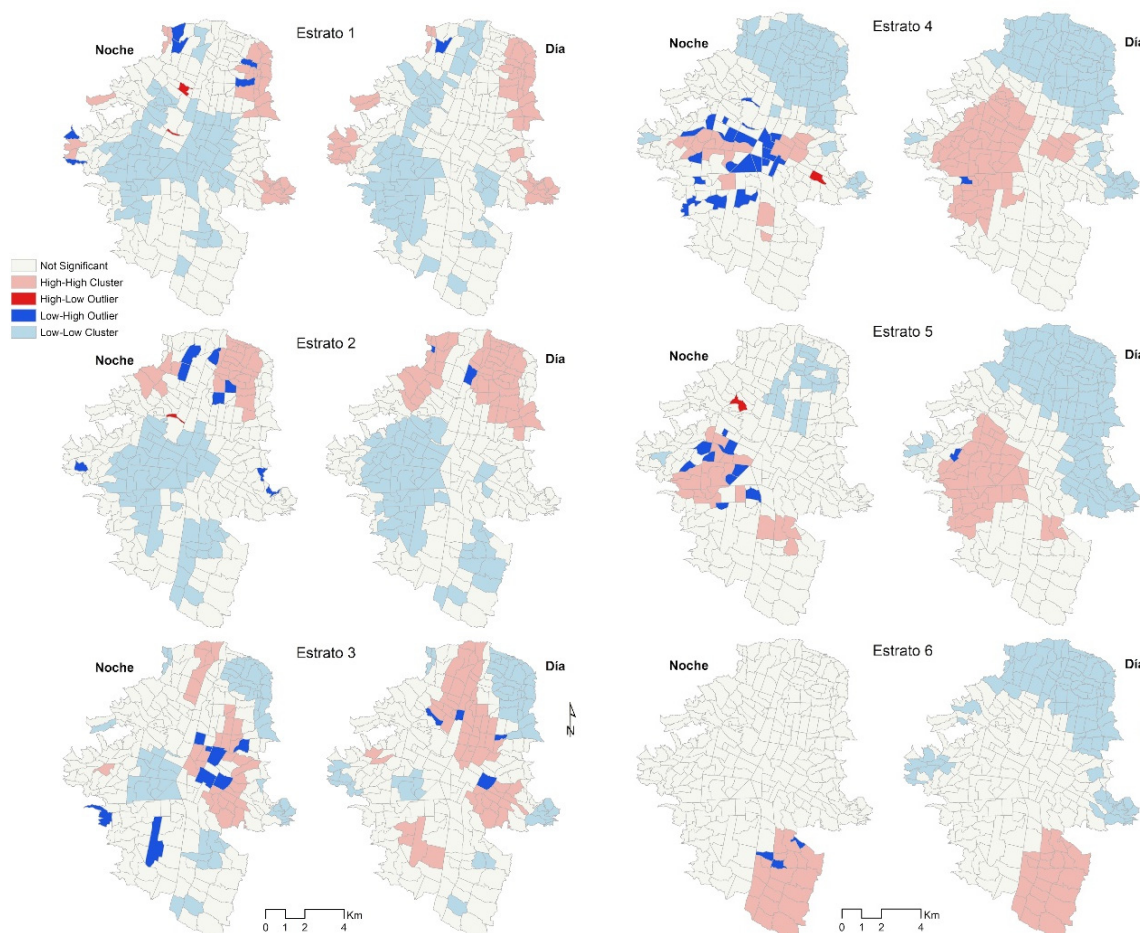 Noche
Estrato 1
Día
Not Significant
High-High Cluster
High-Low Outlier
Low-High Outlier
Low-Low Cluster
Noche
Estrato 2
Día
Noche
Estrato 3
Día
N
0 1 2 4 Km
Noche
Estrato 4
Día
Noche
Estrato 5
Día
Noche
Estrato 6
Día
0 1 2 4 Km